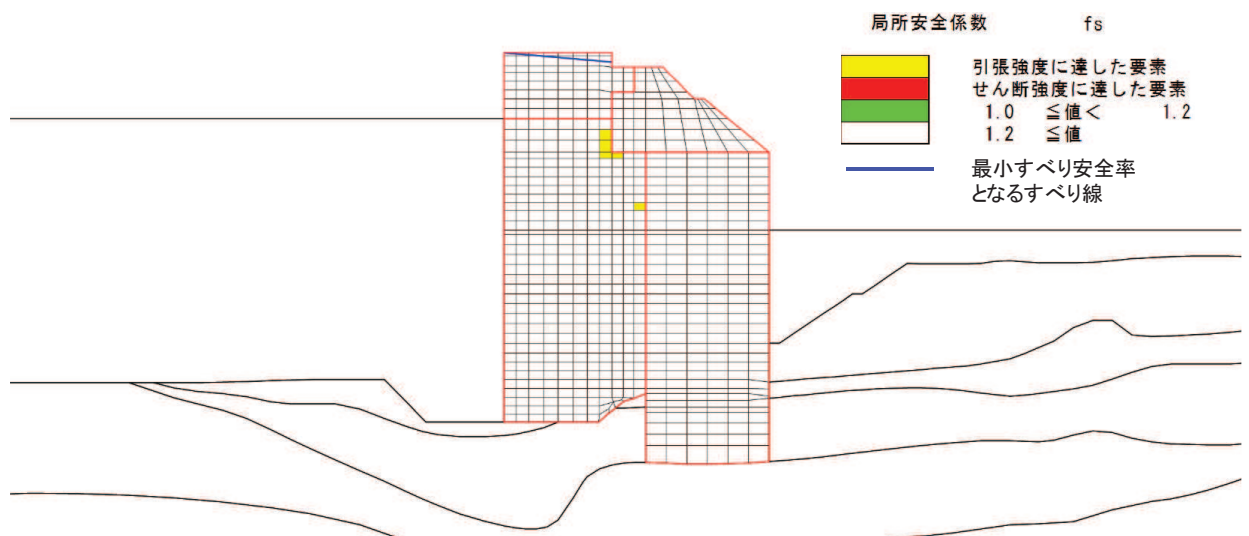 局所安全係数 fs
引張強度に達した要素
せん断強度に達した要素
1.0 ≦値< 1.2
1.2 ≦値
最小すべり安全率
となるすべり線